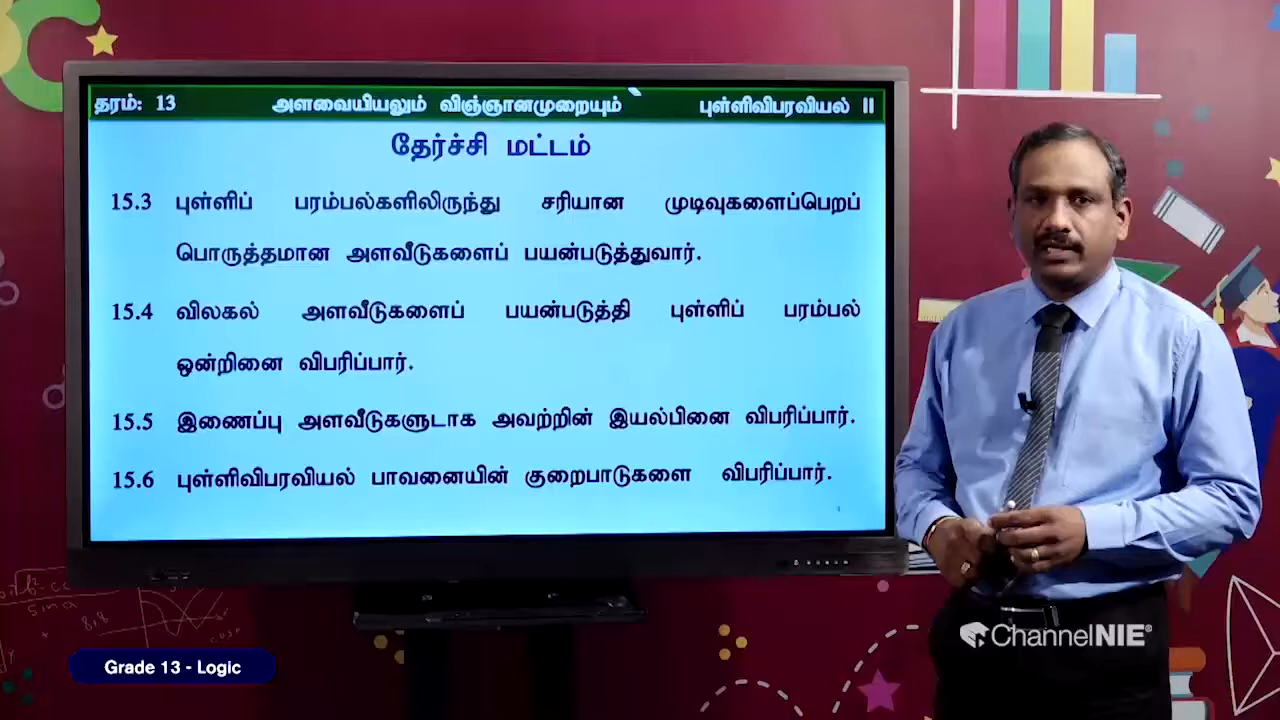 தரம்: 13 அளவையியலும் விஞ்ஞானமுறையும் புள்ளிவிபரவியல் II
தேர்ச்சி மட்டம்
15.3 புள்ளிப் பரம்பல்களிலிருந்து சரியான முடிவுகளைப்பெறப்
பொருத்தமான அளவீடுகளைப் பயன்படுத்துவார்.
15.4 விலகல் அளவீடுகளைப் பயன்படுத்தி புள்ளிப் பரம்பல்
ஒன்றினை விபரிப்பார்.
15.5 இணைப்பு அளவீடுகளுடாக அவற்றின் இயல்பினை விபரிப்பார்.
15.6 புள்ளிவிபரவியல் பாவனையின் குறைபாடுகளை விபரிப்பார்.
Grade 13 - Logic
ChannelNIE®